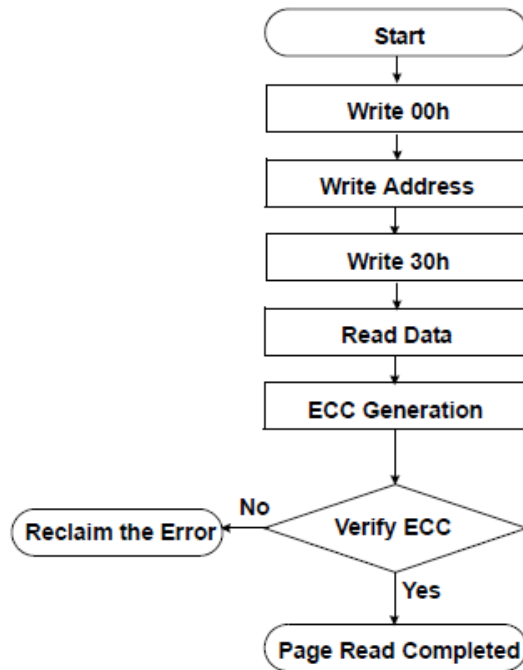 Start
Write 00h
Write Address
Write 30h
Read Data
ECC Generation
No
Reclaim the Error
Verify ECC
Yes
Page Read Completed